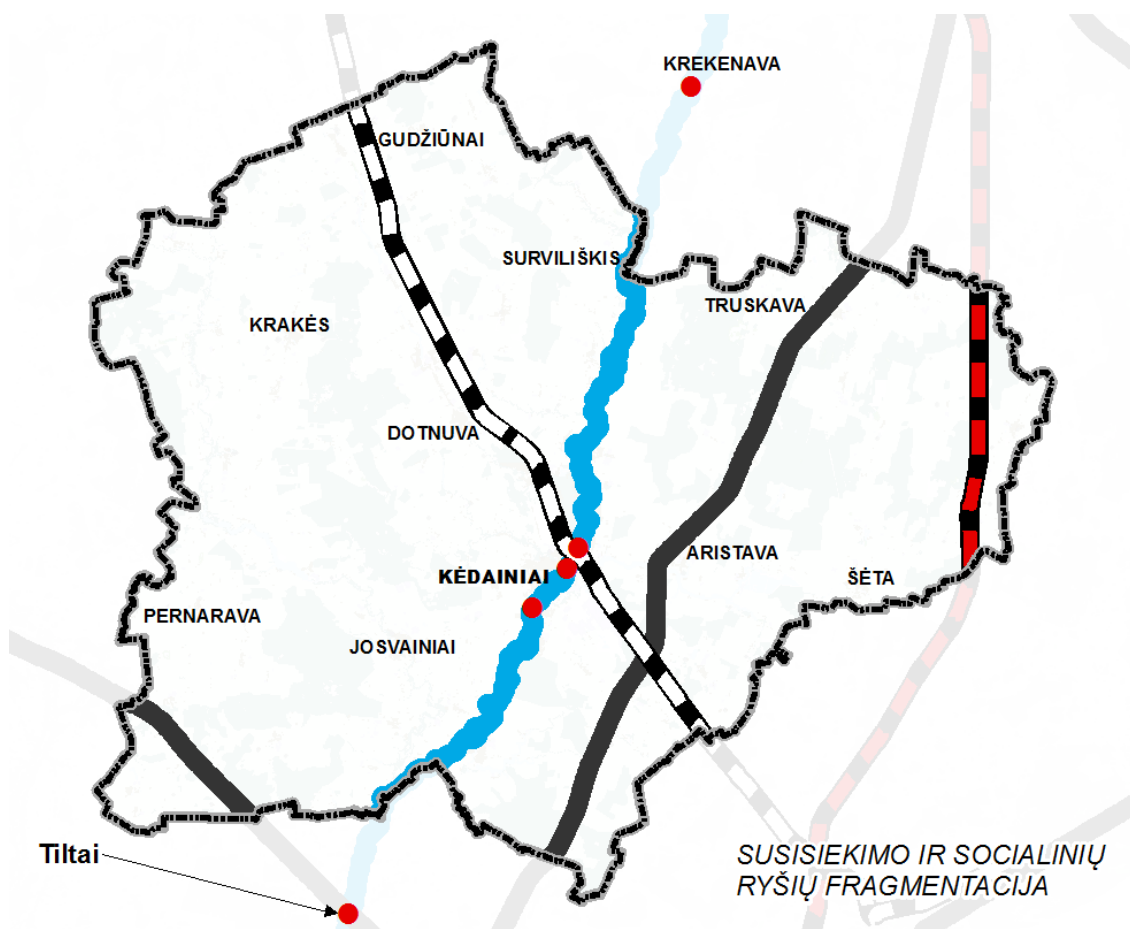 KREKENAVA
GUDŽIŪNAI
SURVILIŠKIS
TRUSKAVA
KRAKĖS
DOTNUVA
ARISTAVA
KĖDAINIAI
ŠĖTA
PERNARAVA
JOSVAINIAI
Tiltai
SUSISIEKIMO IR SOCIALINIŲ
RYŠIŲ FRAGMENTACIJA